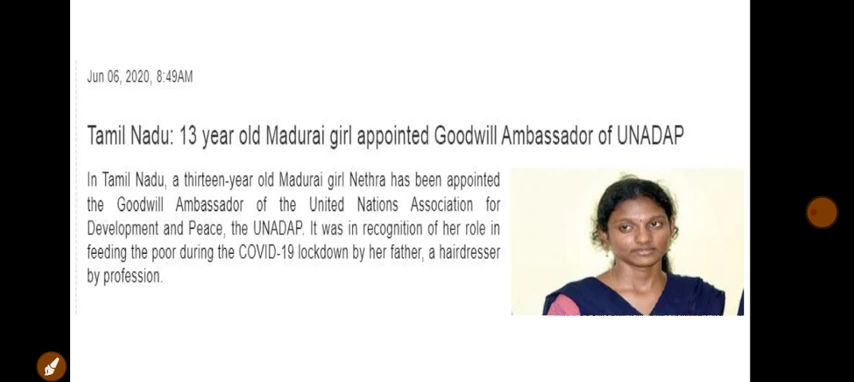 Jun 06, 2020, 8:49AM
Tamil Nadu: 13 year old Madurai girl appointed Goodwill Ambassador of UNADAP
In Tamil Nadu, a thirteen-year old Madurai girl Nethra has been appointed
the Goodwill Ambassador of the United Nations Association for
Development and Peace, the UNADAP. It was in recognition of her role in
feeding the poor during the COVID-19 lockdown by her father, a hairdresser
by profession.